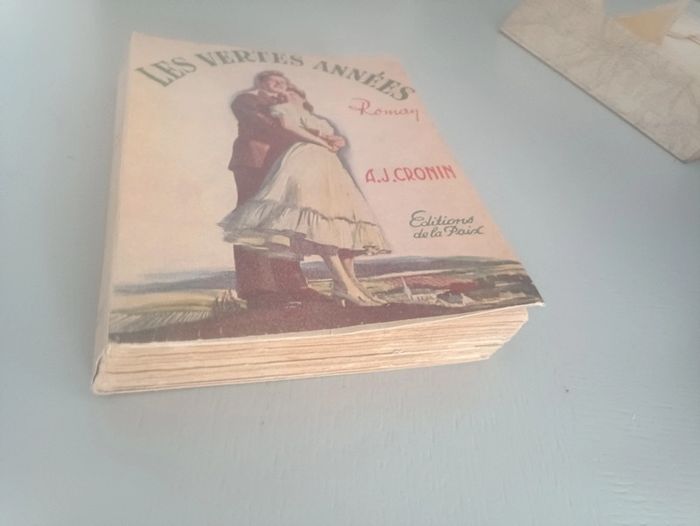 LES VERTES ANNÉES
Roman
A.J.CRONIN
Editions
de la Paix